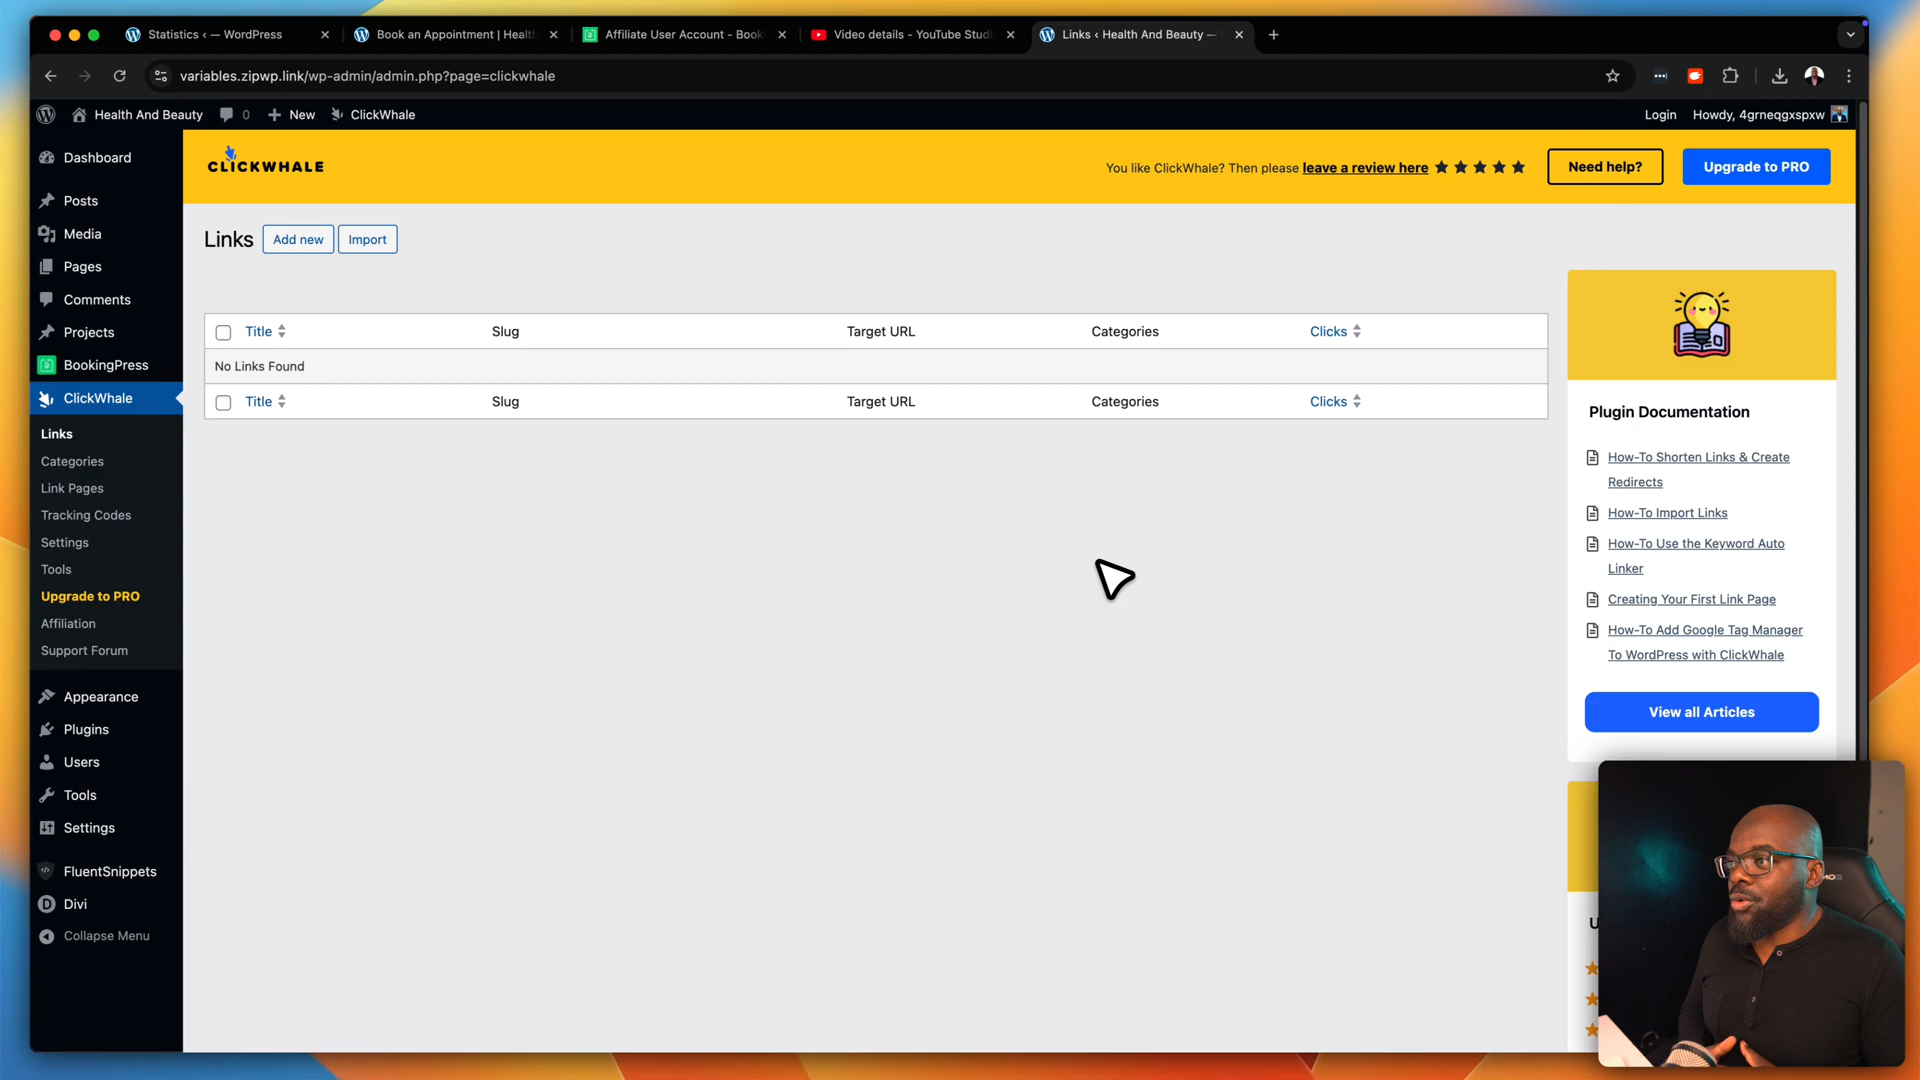 Statistics ‹ — WordPress
Book an Appointment | Health
Affiliate User Account - Booki
Video details - YouTube Studi
Links ‹ Health And Beauty —
variables.zipwp.link/wp-admin/admin.php?page=clickwhale
Health And Beauty
0
New
ClickWhale
Login
Howdy, 4grneqgxspxw
Dashboard
Posts
Media
Pages
Comments
Projects
BookingPress
ClickWhale
Links
Categories
Link Pages
Tracking Codes
Settings
Tools
Upgrade to PRO
Affiliation
Support Forum
Appearance
Plugins
Users
Tools
Settings
FluentSnippets
Divi
Collapse Menu
CLICKWHALE
You like ClickWhale? Then please leave a review here
Need help?
Upgrade to PRO
Links
Add new
Import
Title
Slug
Target URL
Categories
Clicks
No Links Found
Title
Slug
Target URL
Categories
Clicks
Plugin Documentation
How-To Shorten Links & Create
Redirects
How-To Import Links
How-To Use the Keyword Auto
Linker
Creating Your First Link Page
How-To Add Google Tag Manager
To WordPress with ClickWhale
View all Articles